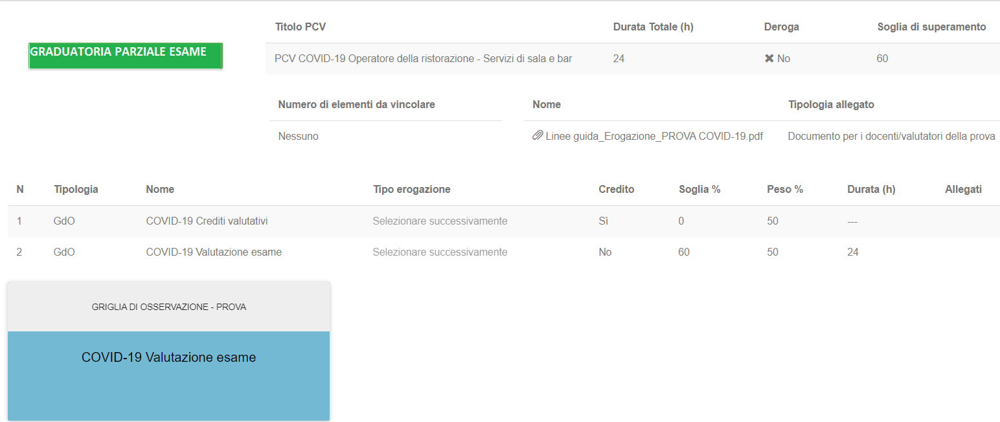 Titolo PCV Durata Totale (h) Deroga Soglia di superamento
GRADUATORIA PARZIALE ESAME
PCV COVID-19 Operatore della ristorazione - Servizi di sala e bar 24 ✖ No 60
Numero di elementi da vincolare Nome Tipologia allegato
Nessuno Linee guida_Erogazione_PROVA COVID-19.pdf Documento per i docenti/valutatori della prova
N Tipologia Nome Tipo erogazione Credito Soglia % Peso % Durata (h) Allegati
1 GdO COVID-19 Crediti valutativi Selezionare successivamente Sì 0 50 ---
2 GdO COVID-19 Valutazione esame Selezionare successivamente No 60 50 24
GRIGLIA DI OSSERVAZIONE - PROVA
COVID-19 Valutazione esame